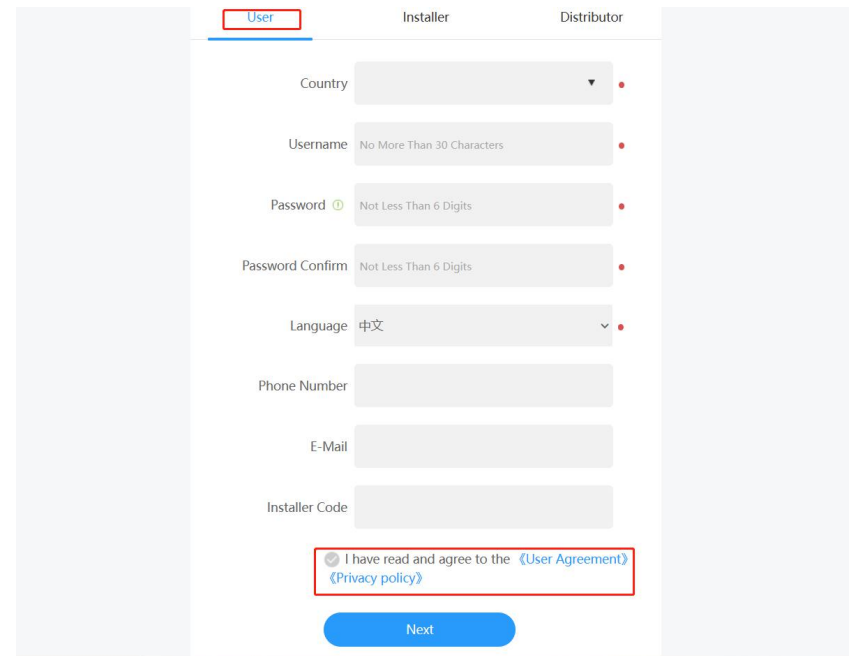 User Installer Distributor
Country
Username No More Than 30 Characters
Password Not Less Than 6 Digits
Password Confirm Not Less Than 6 Digits
Language 中文
Phone Number
E-Mail
Installer Code
I have read and agree to the 《User Agreement》
《Privacy policy》
Next